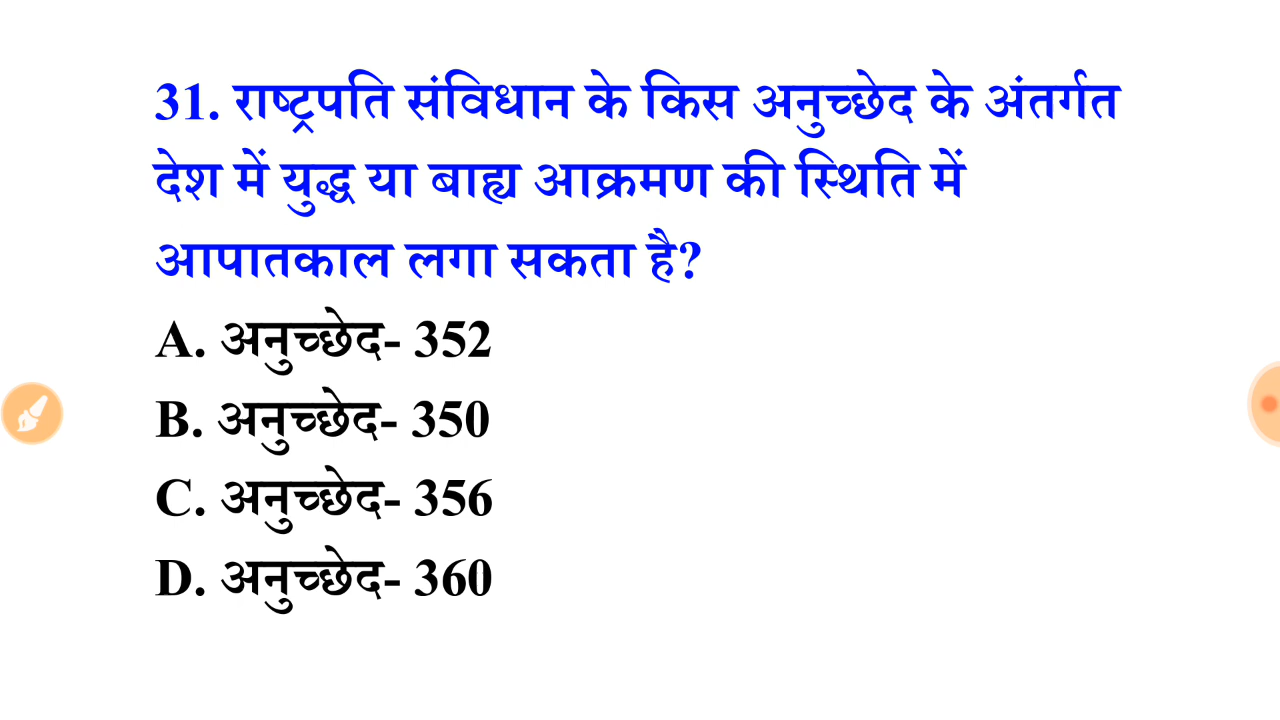 31. राष्ट्रपति संविधान के किस अनुच्छेद के अंतर्गत
देश में युद्ध या बाह्य आक्रमण की स्थिति में
आपातकाल लगा सकता है?
A. अनुच्छेद- 352
B. अनुच्छेद- 350
C. अनुच्छेद- 356
D. अनुच्छेद- 360